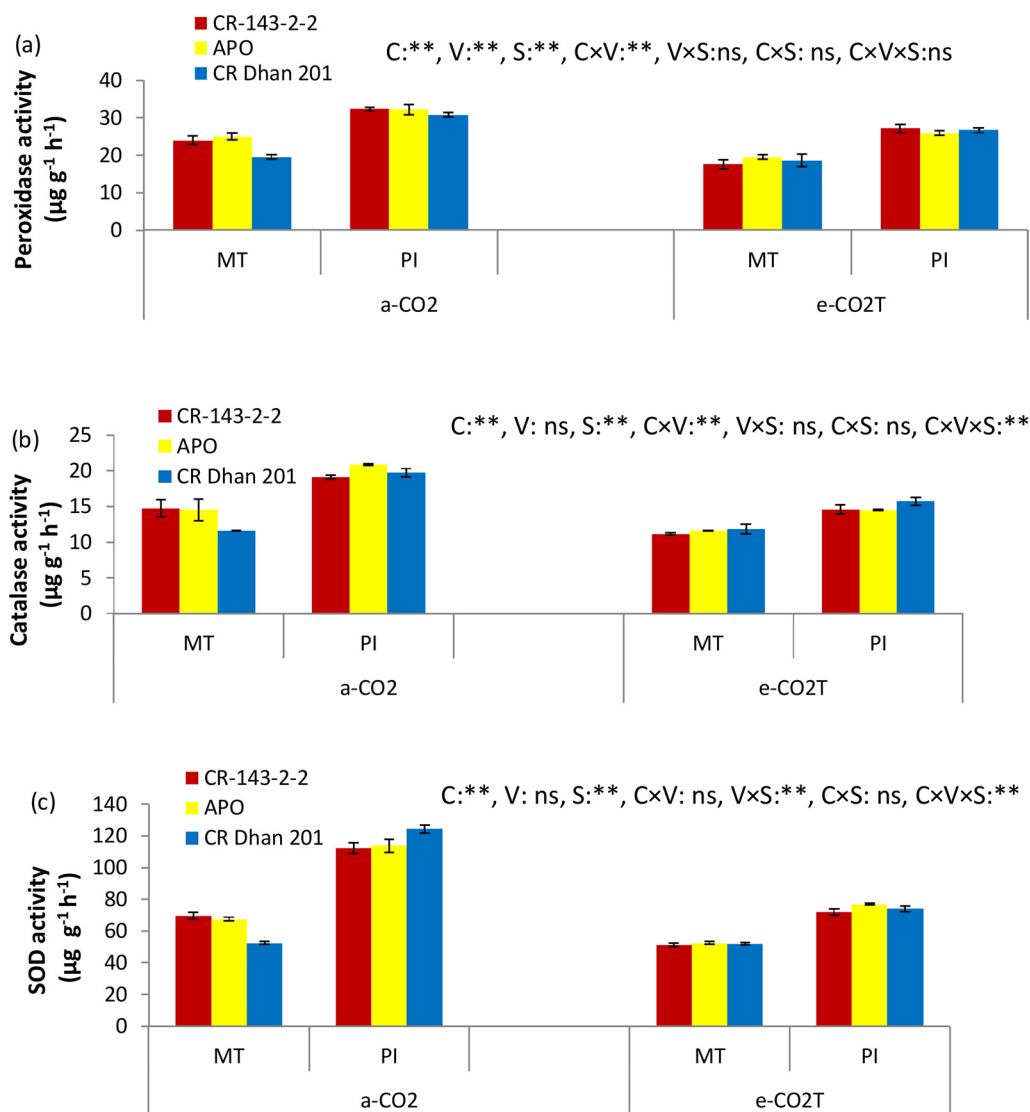 (a)
CR-143-2-2
APO
CR Dhan 201
C:**, V:**, S:**, C×V:**, V×S:ns, C×S: ns, C×V×S:ns
Peroxidase activity
(µg g⁻¹ h⁻¹)
40
30
20
10
0
MT PI MT PI
a-CO2 e-CO2T
(b)
CR-143-2-2
APO
CR Dhan 201
C:**, V: ns, S:**, C×V:**, V×S: ns, C×S: ns, C×V×S:**
Catalase activity
(µg g⁻¹ h⁻¹)
25
20
15
10
5
0
MT PI MT PI
a-CO2 e-CO2T
(c)
CR-143-2-2
APO
CR Dhan 201
C:**, V: ns, S:**, C×V: ns, V×S:**, C×S: ns, C×V×S:**
SOD activity
(µg g⁻¹ h⁻¹)
140
120
100
80
60
40
20
0
MT PI MT PI
a-CO2 e-CO2T